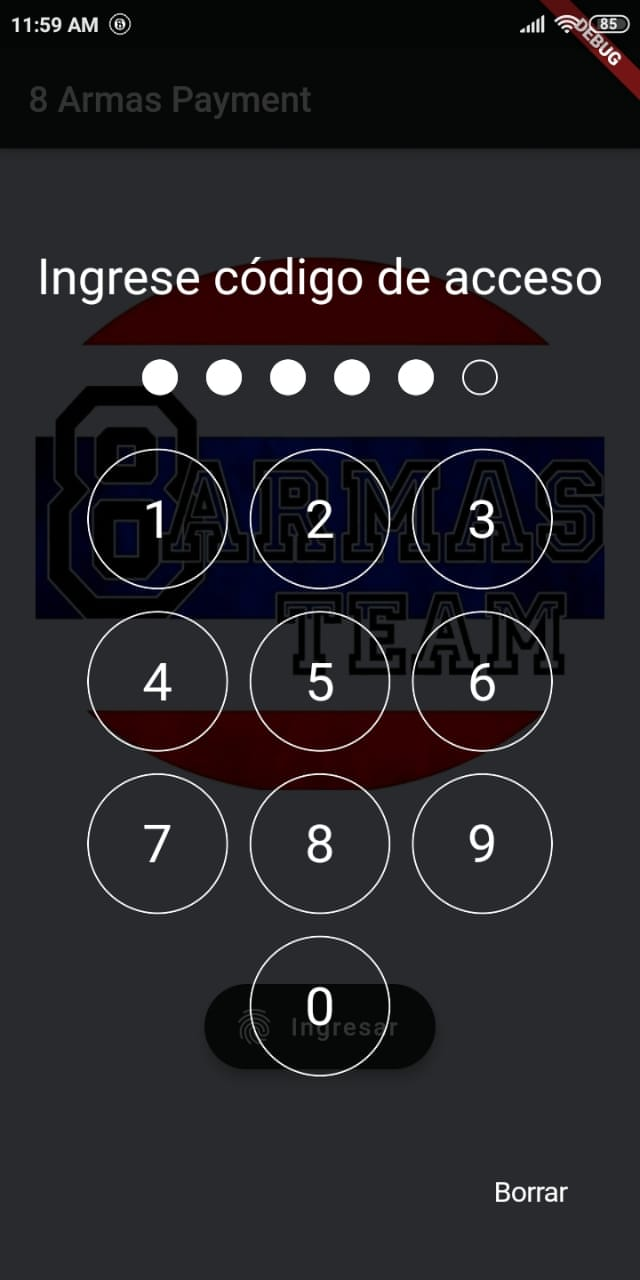 11:59 AM
85
DEBUG
8 Armas Payment
Ingrese código de acceso
8 ARMAS
TEAM
1 2 3
4 5 6
7 8 9
0
Ingresar
Borrar